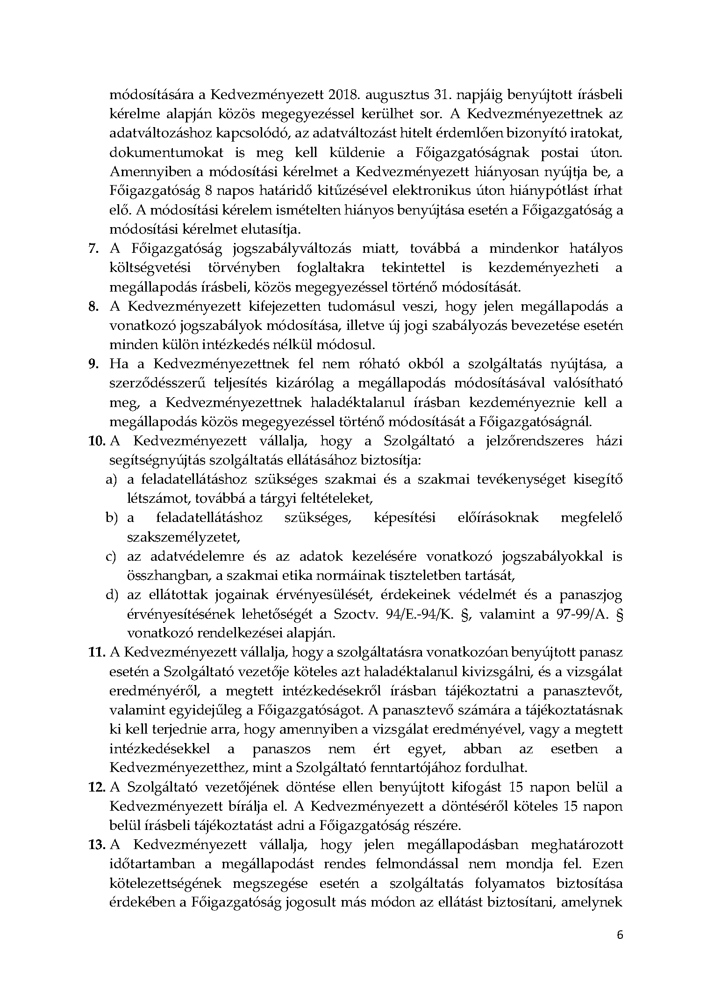 módosítására a Kedvezményezett 2018. augusztus 31. napjáig benyújtott írásbeli
kérelme alapján közös megegyezéssel kerülhet sor. A Kedvezményezettnek az
adatváltozáshoz kapcsolódó, az adatváltozást hitelt érdemlően bizonyító iratokat,
dokumentumokat is meg kell küldenie a Főigazgatóságnak postai úton.
Amennyiben a módosítási kérelmet a Kedvezményezett hiányosan nyújtja be, a
Főigazgatóság 8 napos határidő kitűzésével elektronikus úton hiánypótlást írhat
elő. A módosítási kérelem ismételten hiányos benyújtása esetén a Főigazgatóság a
módosítási kérelmet elutasítja.
7. A Főigazgatóság jogszabályváltozás miatt, továbbá a mindenkor hatályos
költségvetési törvényben foglaltakra tekintettel is kezdeményezheti a
megállapodás írásbeli, közös megegyezéssel történő módosítását.
8. A Kedvezményezett kifejezetten tudomásul veszi, hogy jelen megállapodás a
vonatkozó jogszabályok módosítása, illetve új jogi szabályozás bevezetése esetén
minden külön intézkedés nélkül módosul.
9. Ha a Kedvezményezettnek fel nem róható okból a szolgáltatás nyújtása, a
szerződésszerű teljesítés kizárólag a megállapodás módosításával valósítható
meg, a Kedvezményezettnek haladéktalanul írásban kezdeményeznie kell a
megállapodás közös megegyezéssel történő módosítását a Főigazgatóságnál.
10. A Kedvezményezett vállalja, hogy a Szolgáltató a jelzőrendszeres házi
segítségnyújtás szolgáltatás ellátásához biztosítja:
a) a feladatellátáshoz szükséges szakmai és a szakmai tevékenységet kisegítő
létszámot, továbbá a tárgyi feltételeket,
b) a feladatellátáshoz szükséges, képesítési előírásoknak megfelelő
szakszemélyzetet,
c) az adatvédelemre és az adatok kezelésére vonatkozó jogszabályokkal is
összhangban, a szakmai etika normáinak tiszteletben tartását,
d) az ellátottak jogainak érvényesülését, érdekeinek védelmét és a panaszjog
érvényesítésének lehetőségét a Szoctv. 94/E.-94/K. §, valamint a 97-99/A. §
vonatkozó rendelkezései alapján.
11. A Kedvezményezett vállalja, hogy a szolgáltatásra vonatkozóan benyújtott panasz
esetén a Szolgáltató vezetője köteles azt haladéktalanul kivizsgálni, és a vizsgálat
eredményéről, a megtett intézkedésekről írásban tájékoztatni a panasztevőt,
valamint egyidejűleg a Főigazgatóságot. A panasztevő számára a tájékoztatásnak
ki kell terjednie arra, hogy amennyiben a vizsgálat eredményével, vagy a megtett
intézkedésekkel a panaszos nem ért egyet, abban az esetben a
Kedvezményezetthez, mint a Szolgáltató fenntartójához fordulhat.
12. A Szolgáltató vezetőjének döntése ellen benyújtott kifogást 15 napon belül a
Kedvezményezett bírálja el. A Kedvezményezett a döntéséről köteles 15 napon
belül írásbeli tájékoztatást adni a Főigazgatóság részére.
13. A Kedvezményezett vállalja, hogy jelen megállapodásban meghatározott
időtartamban a megállapodást rendes felmondással nem mondja fel. Ezen
kötelezettségének megszegése esetén a szolgáltatás folyamatos biztosítása
érdekében a Főigazgatóság jogosult más módon az ellátást biztosítani, amelynek
6